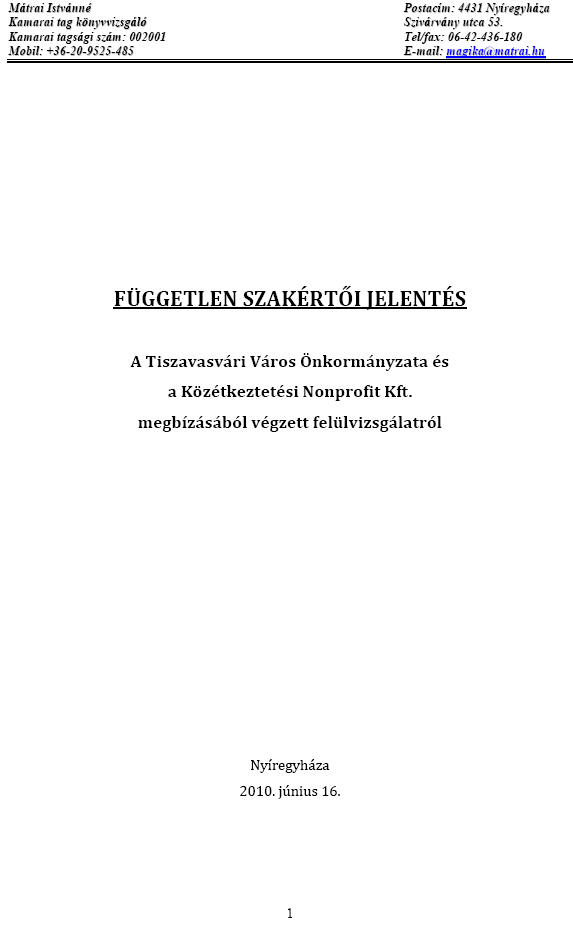 Mátrai Istvánné
Kamarai tag könyvvizsgáló
Kamarai tagsági szám: 002001
Mobil: +36-20-9525-485
Postacím: 4431 Nyíregyháza
Szivárvány utca 53.
Tel/fax: 06-42-436-180
E-mail: magika@matrai.hu
FÜGGETLEN SZAKÉRTŐI JELENTÉS
A Tiszavasvári Város Önkormányzata és
a Közétkeztetési Nonprofit Kft.
megbízásából végzett felülvizsgálatról
Nyíregyháza
2010. június 16.
1